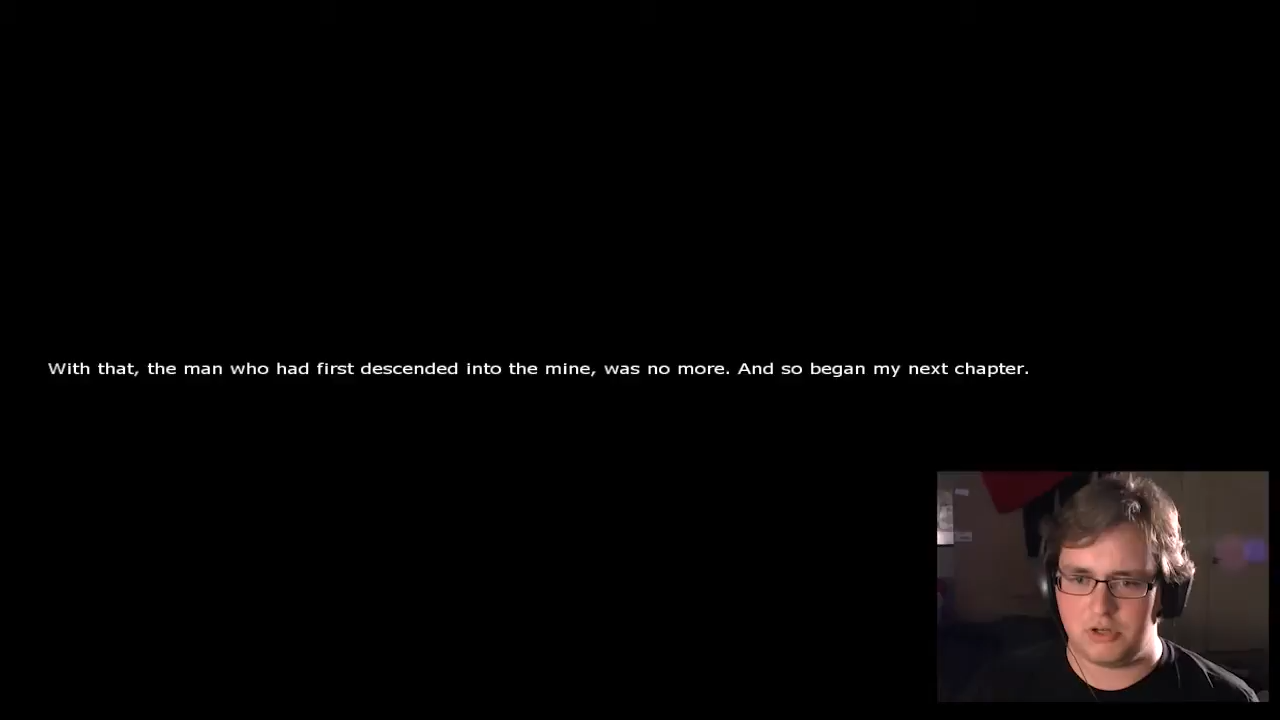 With that, the man who had first descended into the mine, was no more. And so began my next chapter.